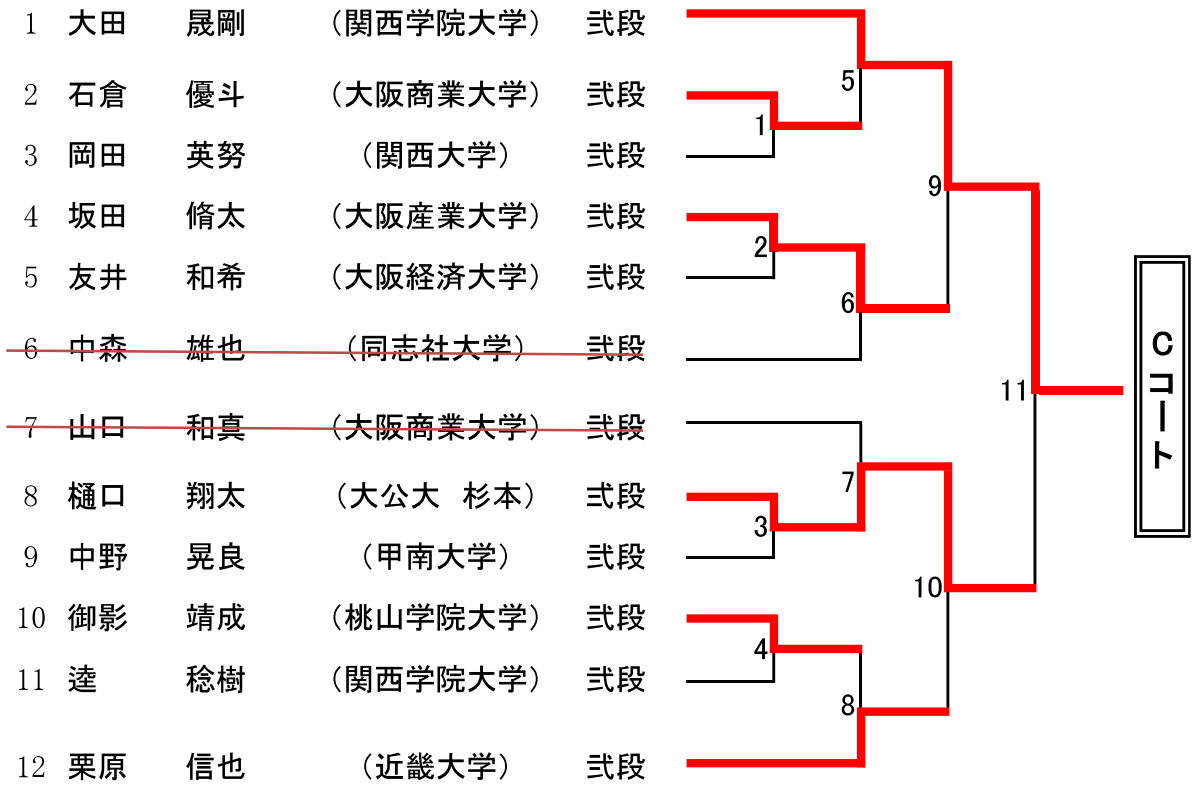 1 大田 晟剛 (関西学院大学) 弐段
2 石倉 優斗 (大阪商業大学) 弐段
3 岡田 英努 (関西大学) 弐段
4 坂田 脩太 (大阪産業大学) 弐段
5 友井 和希 (大阪経済大学) 弐段
6 中森 雄也 (同志社大学) 弐段
7 山口 和真 (大阪商業大学) 弐段
8 樋口 翔太 (大公大 杉本) 弐段
9 中野 晃良 (甲南大学) 弐段
10 御影 靖成 (桃山学院大学) 弐段
11 逵 稔樹 (関西学院大学) 弐段
12 栗原 信也 (近畿大学) 弐段
5
1
9
2
6
11
7
3
10
4
8
Cコート